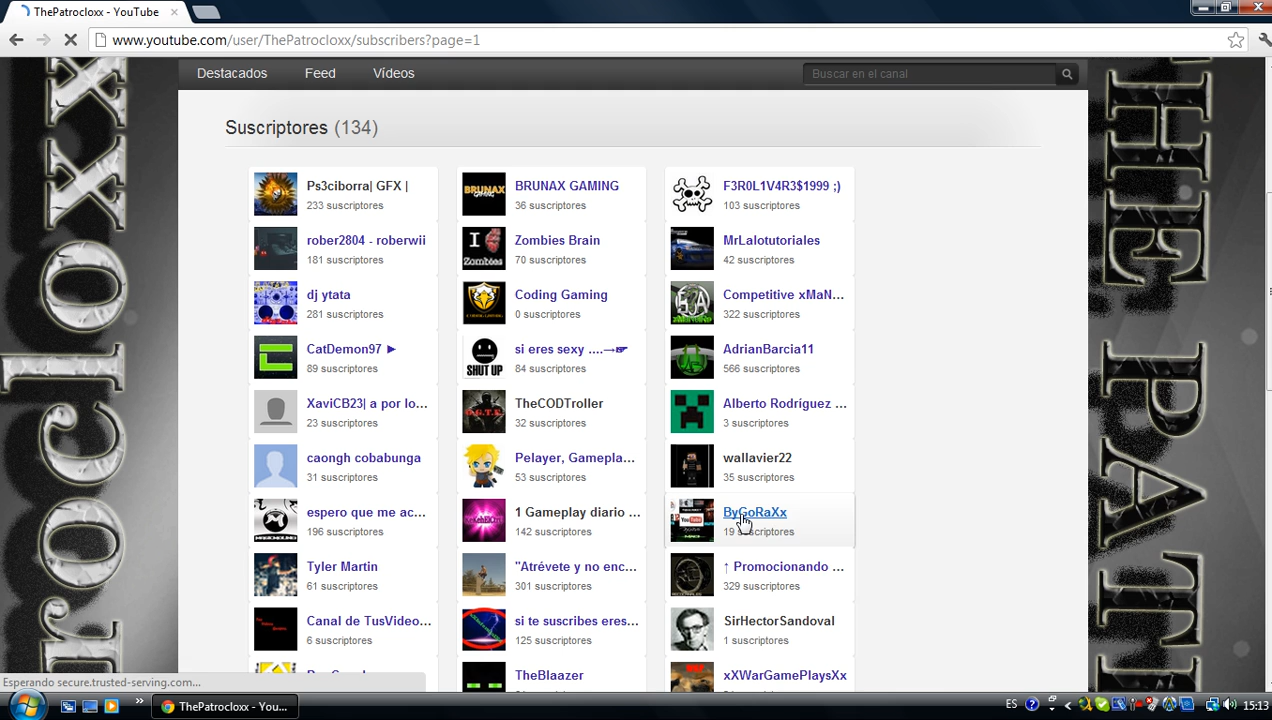 ThePatrocloxx - YouTube
www.youtube.com/user/ThePatrocloxx/subscribers?page=1
Destacados
Feed
Vídeos
Buscar en el canal
Suscriptores (134)
Ps3ciborra| GFX |
233 suscriptores
BRUNAX GAMING
36 suscriptores
F3R0L1V4R3$1999 ;)
103 suscriptores
rober2804 - roberwii
181 suscriptores
I
Zombies
Zombies Brain
70 suscriptores
MrLalotutoriales
42 suscriptores
dj ytata
281 suscriptores
Coding Gaming
0 suscriptores
Competitive xMaN...
322 suscriptores
CatDemon97 ►
89 suscriptores
SHUT UP
si eres sexy ....→☛
84 suscriptores
AdrianBarcia11
566 suscriptores
XaviCB23| a por lo...
23 suscriptores
TheCODTroller
32 suscriptores
Alberto Rodríguez ...
3 suscriptores
caongh cobabunga
31 suscriptores
Pelayer, Gamepla...
53 suscriptores
wallavier22
35 suscriptores
espero que me ac...
196 suscriptores
1 Gameplay diario ...
142 suscriptores
ByGoRaXx
19 suscriptores
Tyler Martin
61 suscriptores
"Atrévete y no enc...
301 suscriptores
↑ Promocionando ...
329 suscriptores
Canal de TusVideo...
6 suscriptores
si te suscribes eres...
125 suscriptores
SirHectorSandoval
1 suscriptores
TheBlaazer
xXWarGamePlaysXx
Esperando secure.trusted-serving.com...
ThePatrocloxx - You...
ES
15:13
THE PAT
rocloxx